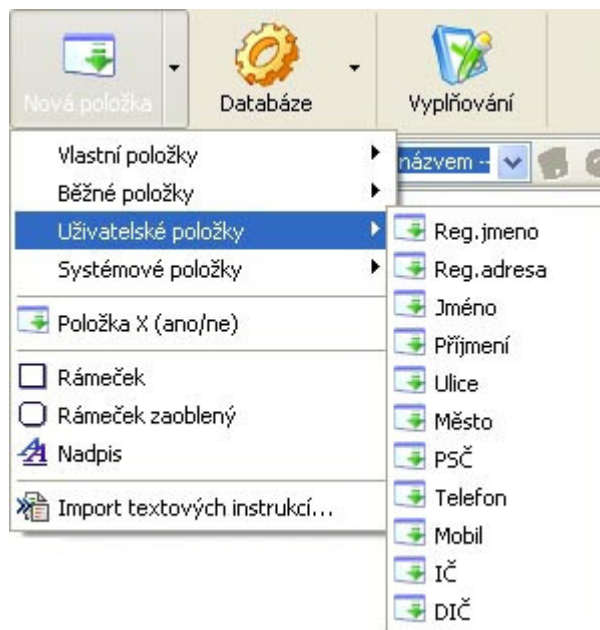 Nová položka
Databáze
Vyplňování
názvem --
Vlastní položky
Běžné položky
Uživatelské položky
Systémové položky
Položka X (ano/ne)
Rámeček
Rámeček zaoblený
Nadpis
Import textových instrukcí...
Reg.jmeno
Reg.adresa
Jméno
Příjmení
Ulice
Město
PSČ
Telefon
Mobil
IČ
DIČ